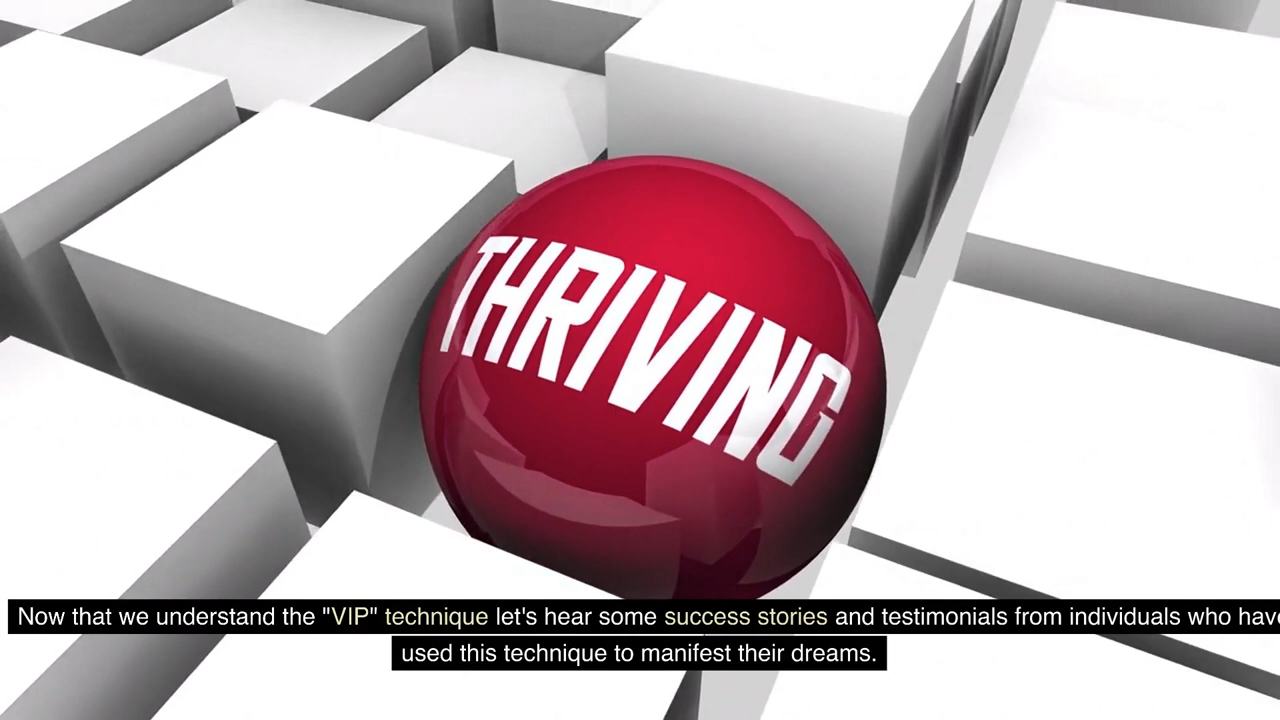 THRIVING
Now that we understand the "VIP" technique let's hear some success stories and testimonials from individuals who have
used this technique to manifest their dreams.